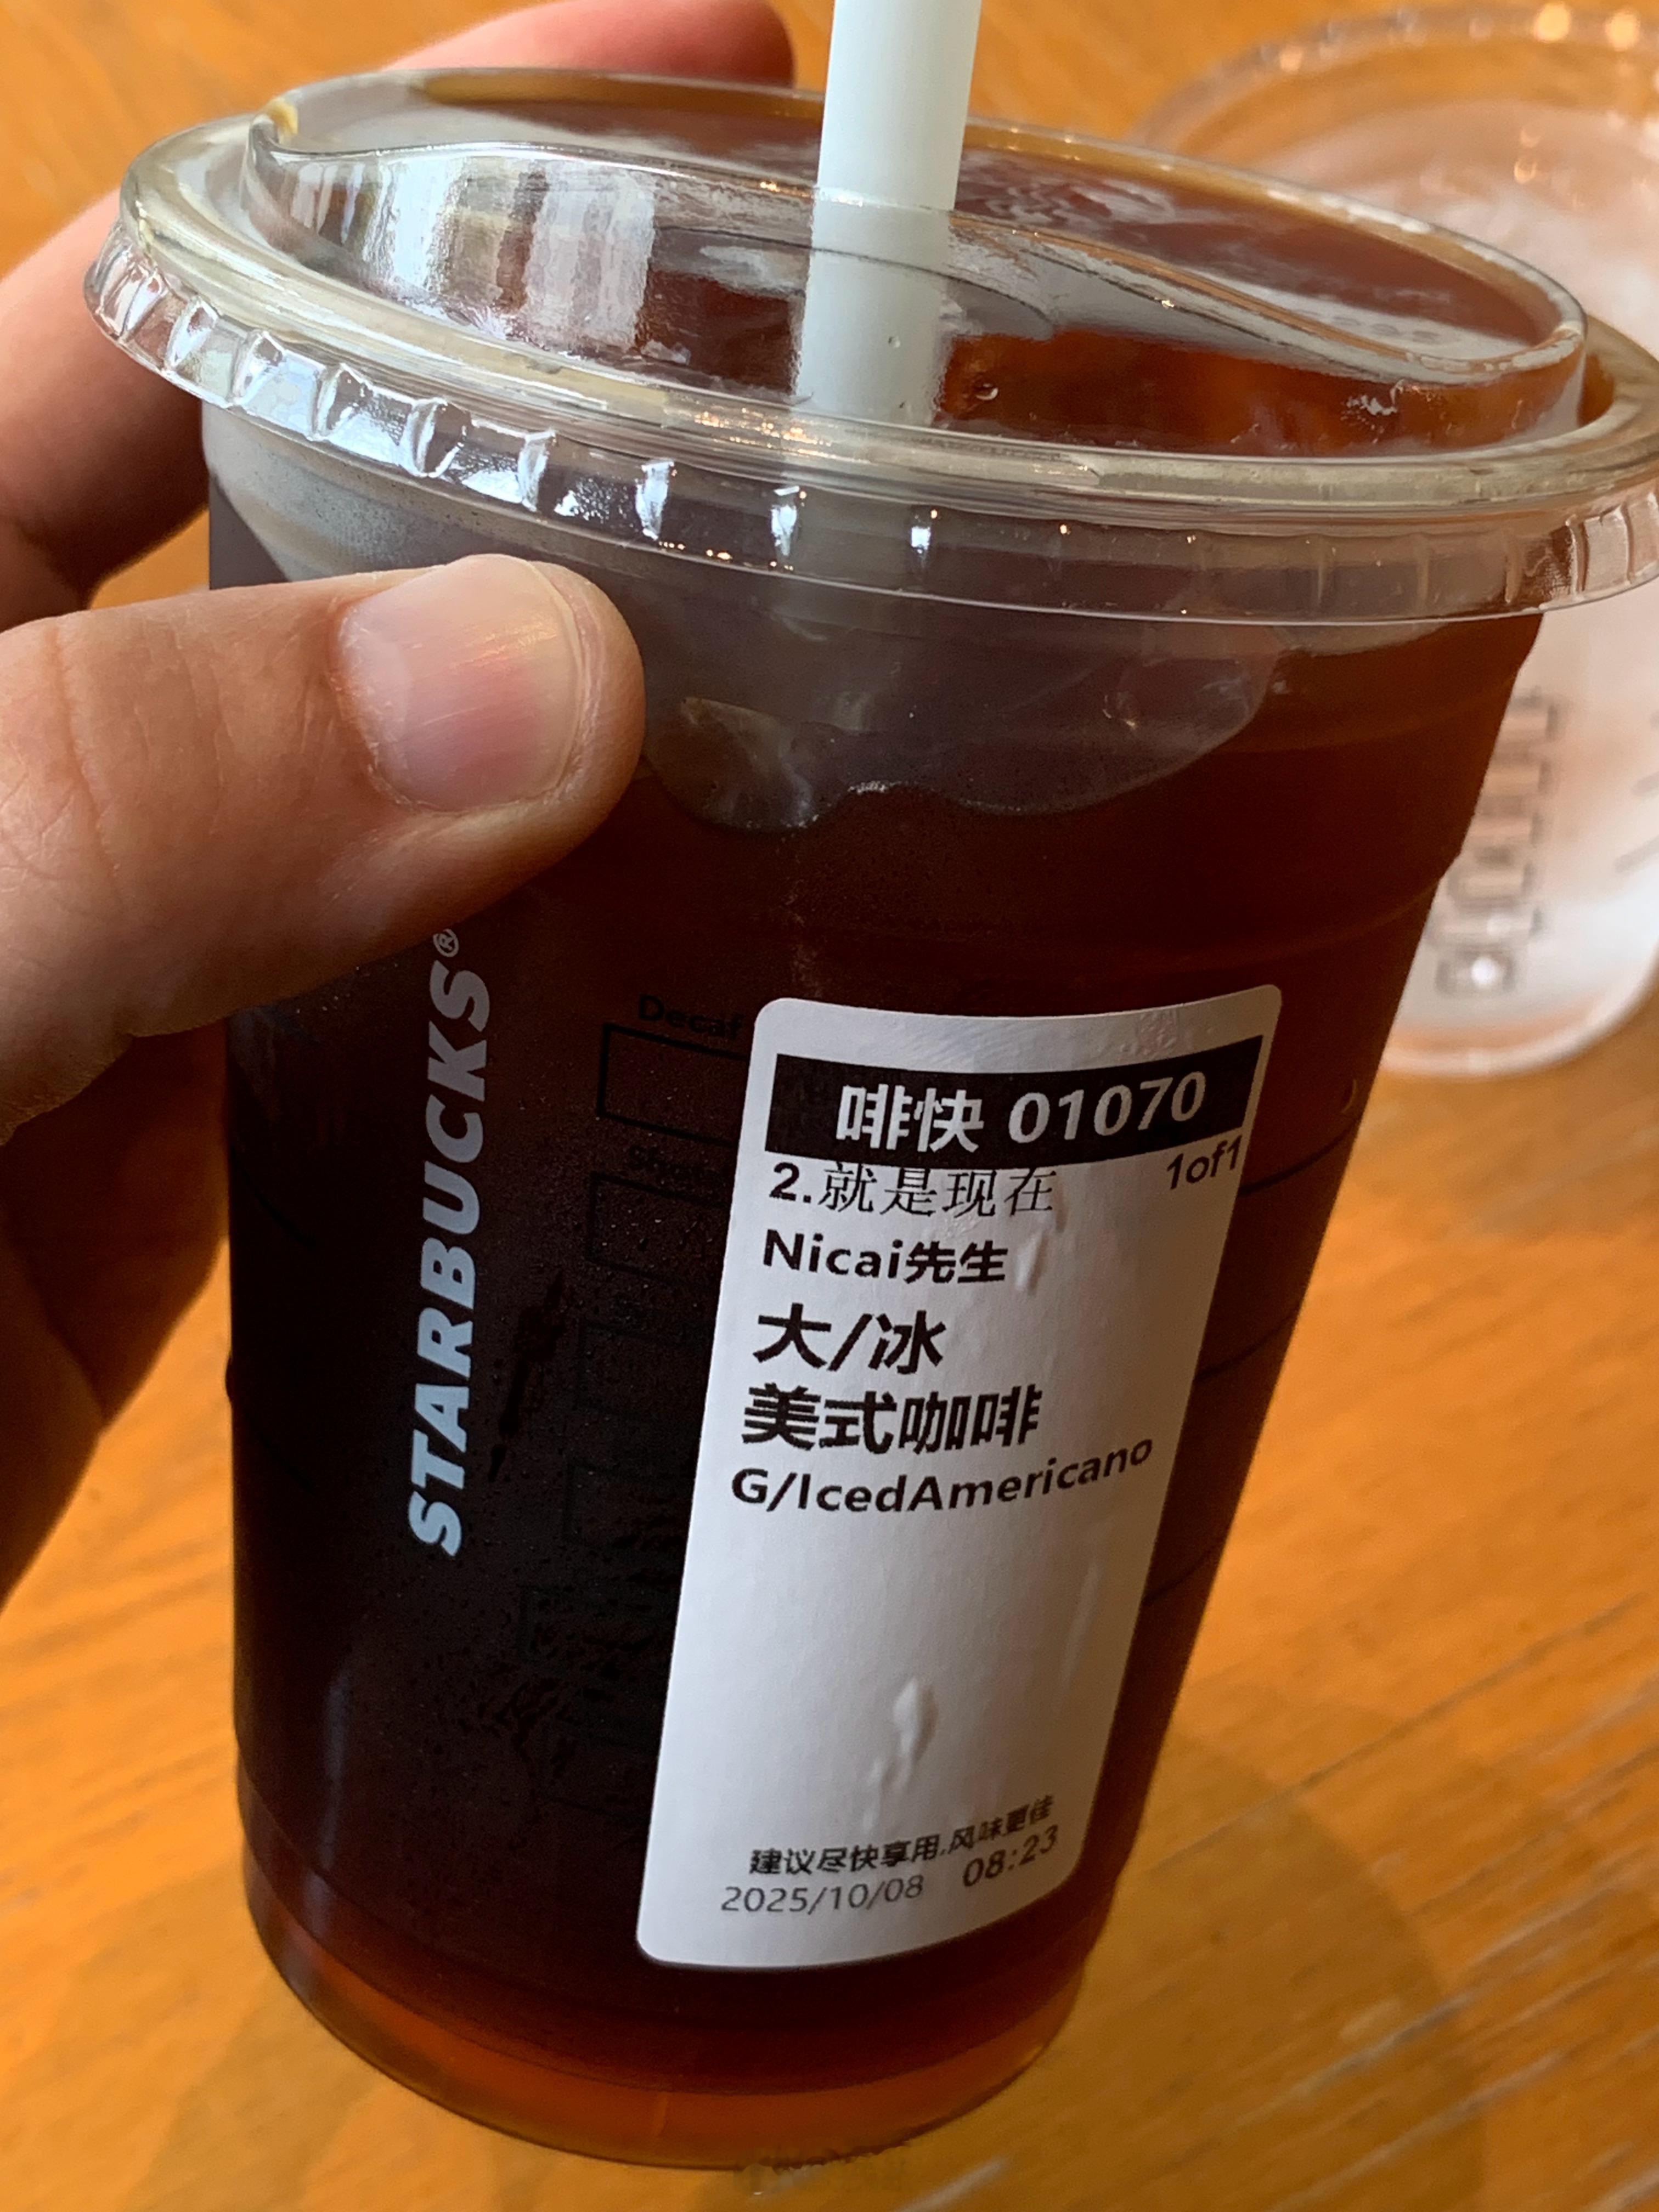 STARBUCKS®
Decaf
Shots
啡快 01070
1of1
2.就是现在
Nicai先生
大/冰
美式咖啡
G/IcedAmericano
建议尽快享用,风味更佳
2025/10/08 08:23